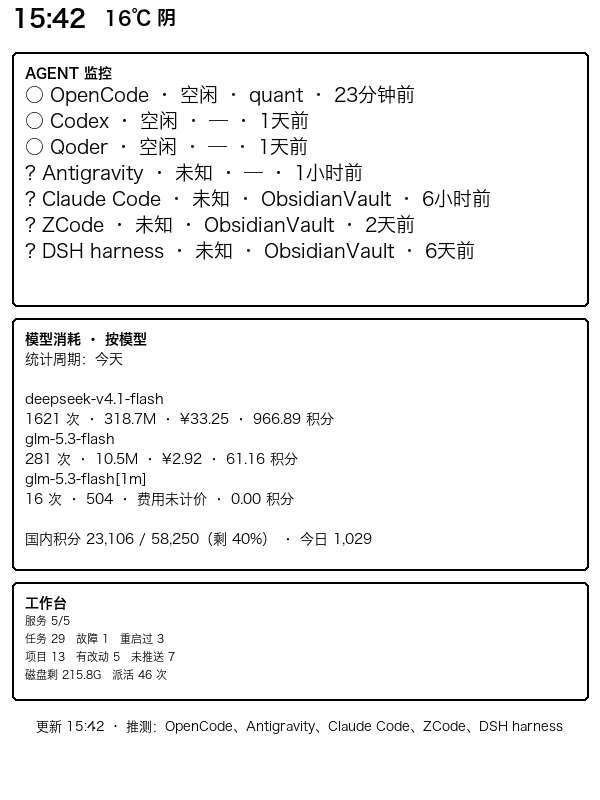 15:42 16℃ 阴
AGENT 监控
○ OpenCode · 空闲 · quant · 23分钟前
○ Codex · 空闲 · — · 1天前
○ Qoder · 空闲 · — · 1天前
? Antigravity · 未知 · — · 1小时前
? Claude Code · 未知 · ObsidianVault · 6小时前
? ZCode · 未知 · ObsidianVault · 2天前
? DSH harness · 未知 · ObsidianVault · 6天前
模型消耗 · 按模型
统计周期: 今天
deepseek-v4.1-flash
1621 次 · 318.7M · ¥33.25 · 966.89 积分
glm-5.3-flash
281 次 · 10.5M · ¥2.92 · 61.16 积分
glm-5.3-flash[1m]
16 次 · 504 · 费用未计价 · 0.00 积分
国内积分 23,106 / 58,250（剩 40%） · 今日 1,029
工作台
服务 5/5
任务 29 故障 1 重启过 3
项目 13 有改动 5 未推送 7
磁盘剩 215.8G 派活 46 次
更新 15:42 · 推测: OpenCode、Antigravity、Claude Code、ZCode、DSH harness